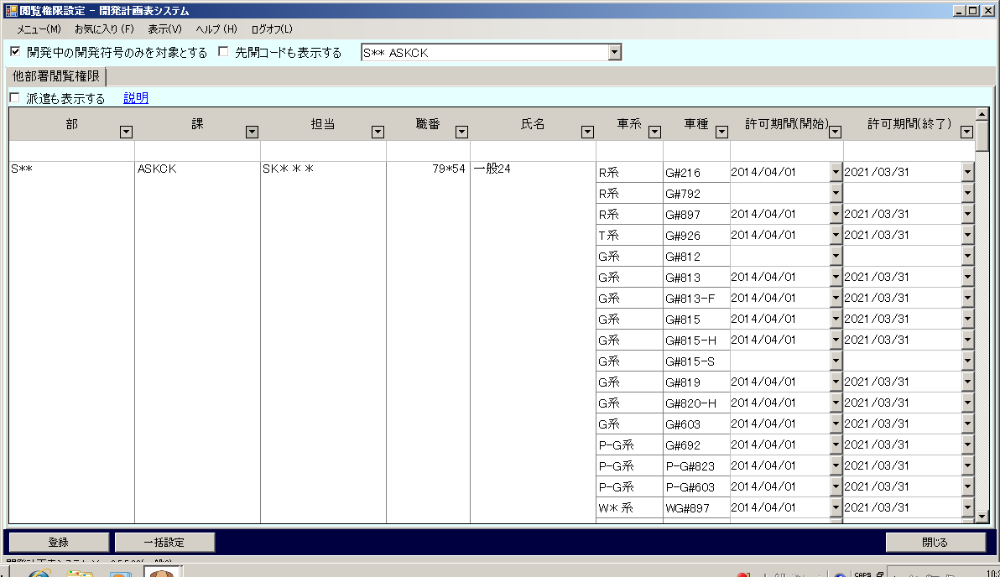 閲覧権限設定 - 開発計画表システム
メニュー(M) お気に入り(F) 表示(V) ヘルプ(H) ログオフ(L)
開発中の開発符号のみを対象とする 先開コードも表示する S** ASKCK
他部署閲覧権限
派遣も表示する 説明
部 課 担当 職番 氏名 車系 車種 許可期間(開始) 許可期間(終了)
S** ASKCK SK＊＊＊ 79*54 一般24 R系 G#216 2014/04/01 2021/03/31
R系 G#792
R系 G#897 2014/04/01 2021/03/31
T系 G#926 2014/04/01 2021/03/31
G系 G#812
G系 G#813 2014/04/01 2021/03/31
G系 G#813-F 2014/04/01 2021/03/31
G系 G#815 2014/04/01 2021/03/31
G系 G#815-H 2014/04/01 2021/03/31
G系 G#815-S
G系 G#819 2014/04/01 2021/03/31
G系 G#820-H 2014/04/01 2021/03/31
G系 G#603 2014/04/01 2021/03/31
P-G系 G#692 2014/04/01 2021/03/31
P-G系 P-G#823 2014/04/01 2021/03/31
P-G系 P-G#603 2014/04/01 2021/03/31
W＊系 WG#897 2014/04/01 2021/03/31
登録 一括設定 閉じる
CAPS